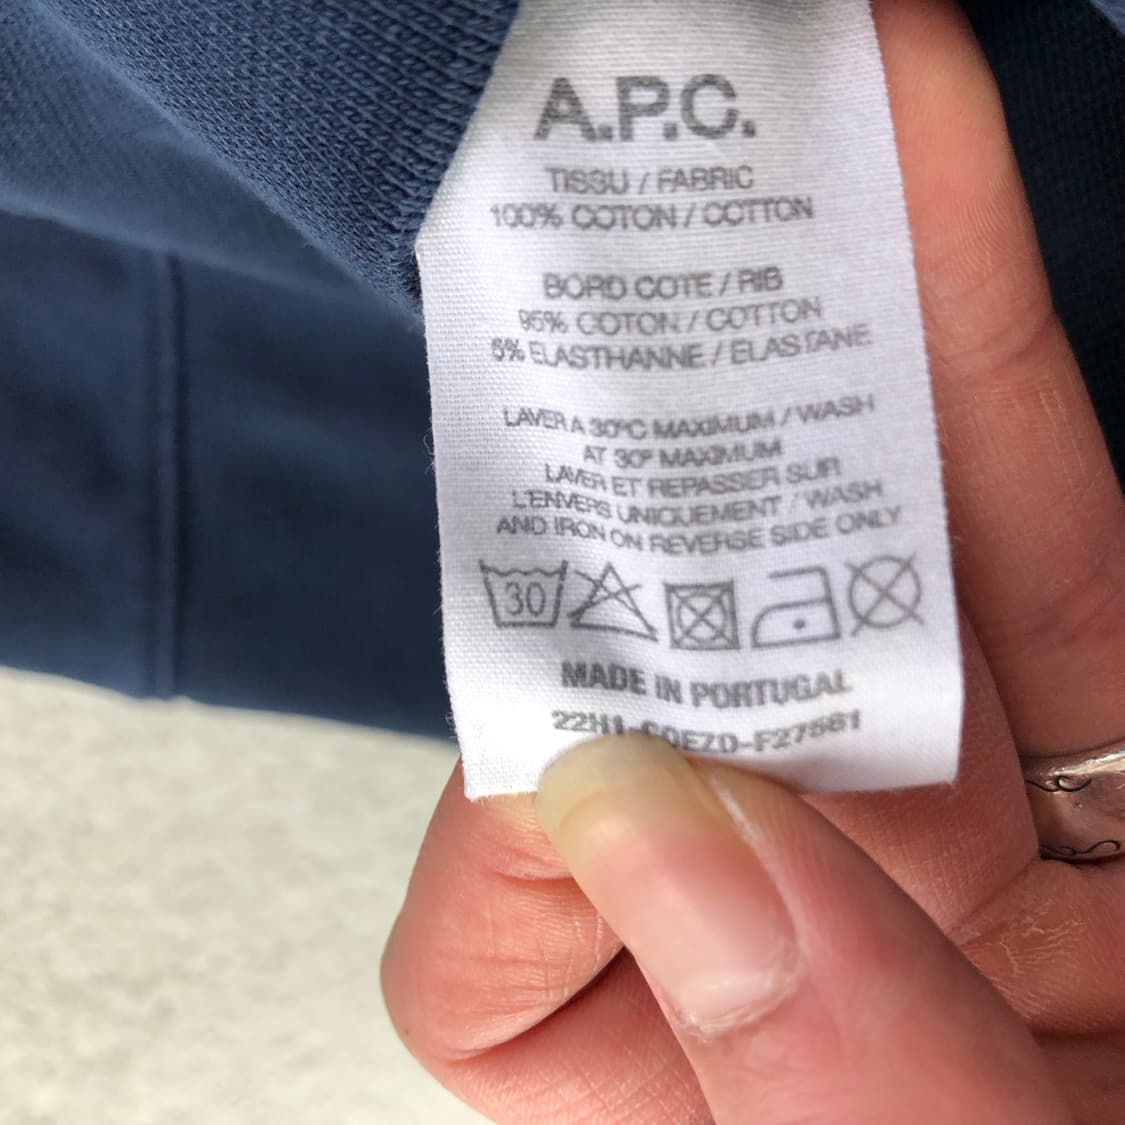 A.P.C.
TISSU / FABRIC
100% COTON / COTTON
BORD COTE / RIB
95% COTON / COTTON
5% ELASTHANNE / ELASTANE
LAVER A 30°C MAXIMUM / WASH
AT 30° MAXIMUM
LAVER ET REPASSER SUR
L'ENVERS UNIQUEMENT / WASH
AND IRON ON REVERSE SIDE ONLY
30
MADE IN PORTUGAL